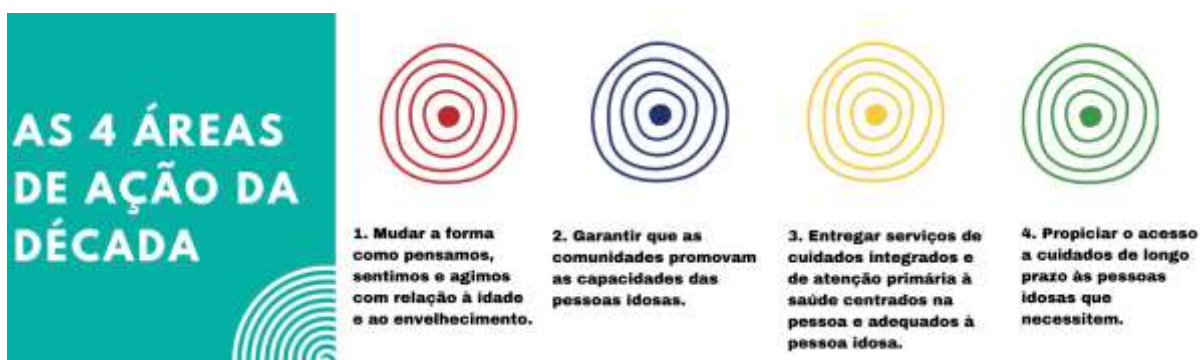 AS 4 ÁREAS
DE AÇÃO DA
DÉCADA
1. Mudar a forma
como pensamos,
sentimos e agimos
com relação à idade
e ao envelhecimento.
2. Garantir que as
comunidades promovam
as capacidades das
pessoas idosas.
3. Entregar serviços de
cuidados integrados e
de atenção primária à
saúde centrados na
pessoa e adequados à
pessoa idosa.
4. Propiciar o acesso
a cuidados de longo
prazo às pessoas
idosas que
necessitem.